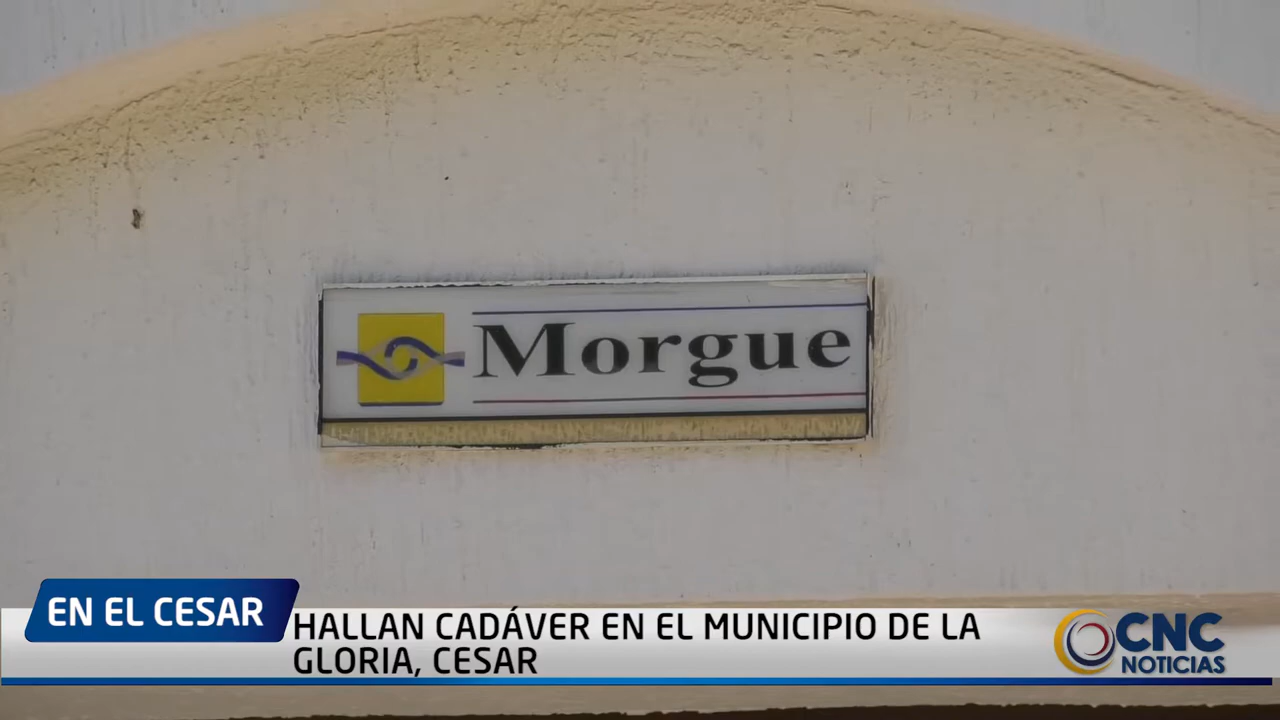 Morgue
EN EL CESAR
HALLAN CADÁVER EN EL MUNICIPIO DE LA
GLORIA, CESAR
CNC
NOTICIAS